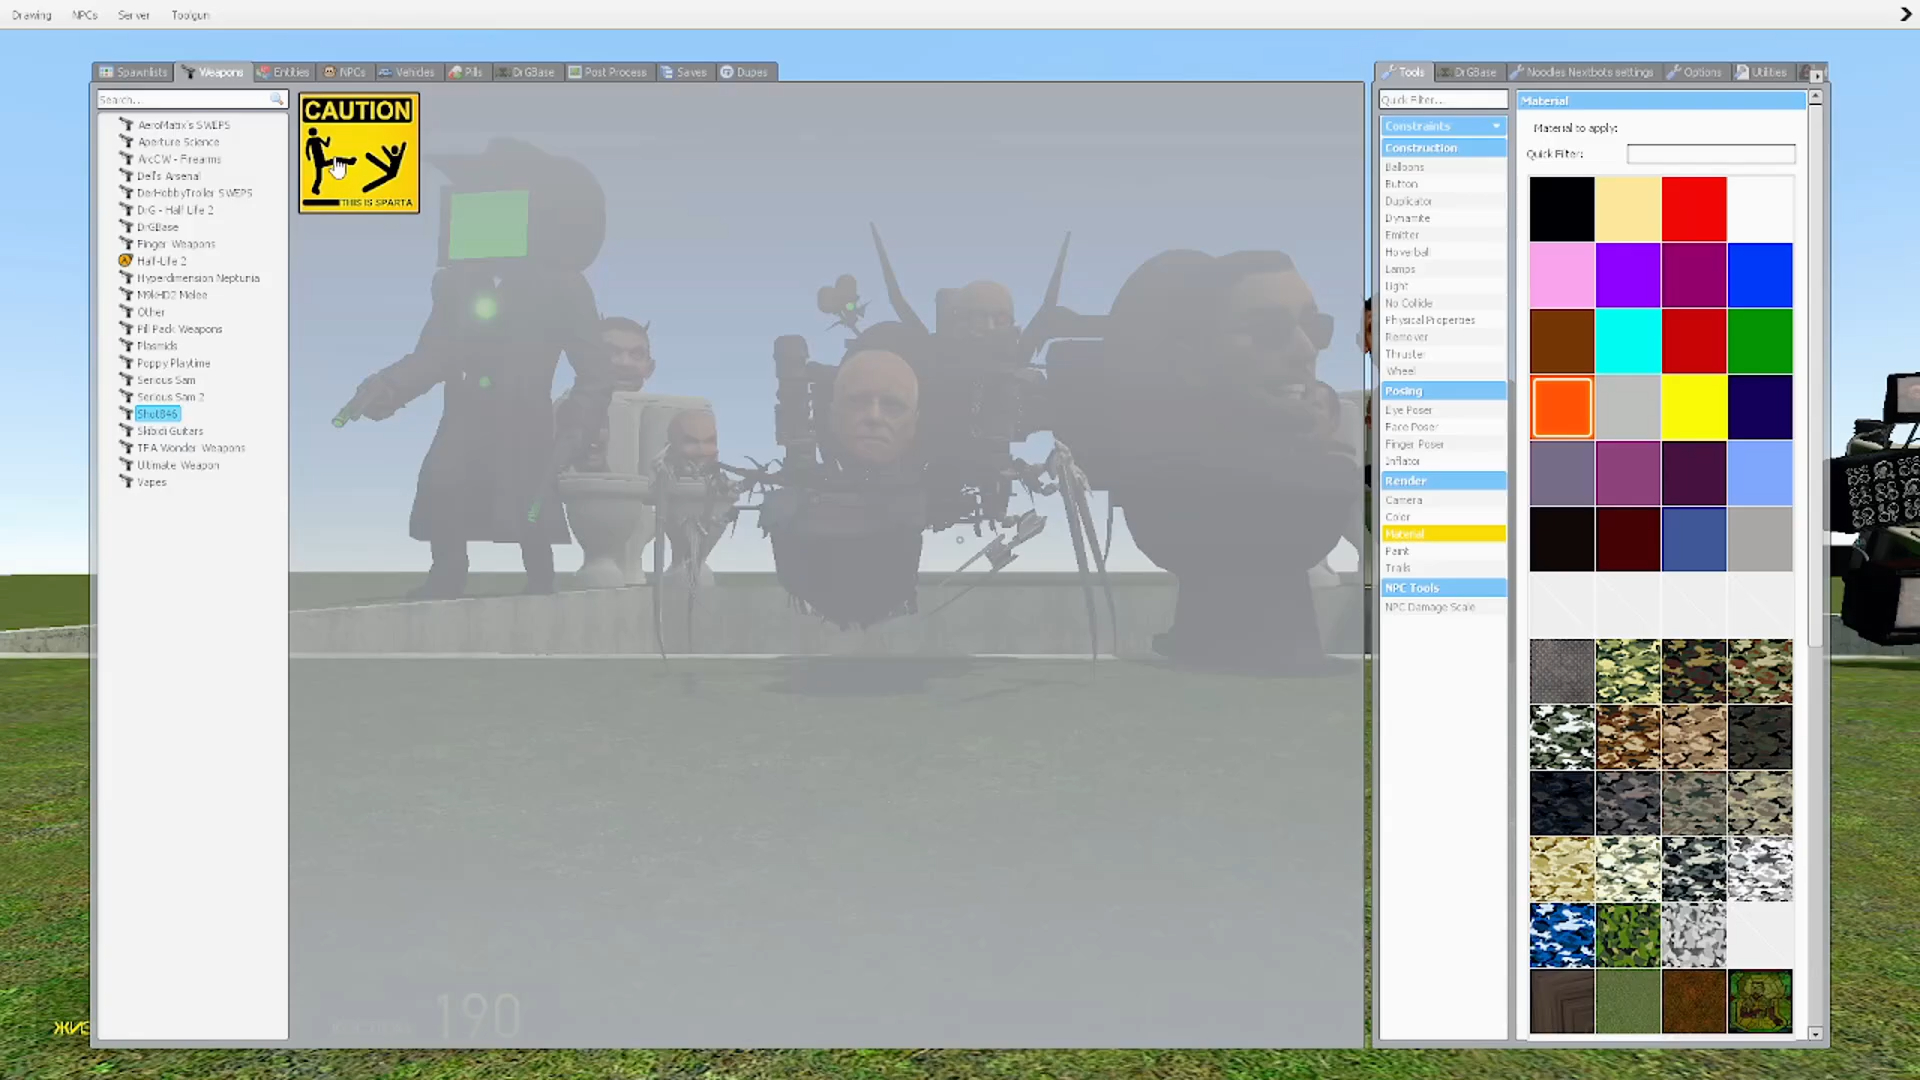 Drawing NPCs Server Toolgun
Spawnlists Weapons Entities NPCs Vehicles Pills DrGBase Post Process Saves Dupes
Search...
AeroMatix's SWEPS
Aperture Science
ArcCW - Firearms
Dell's Arsenal
DerHobbyTroller SWEPS
DrG - Half Life 2
DrGBase
Finger Weapons
Half-Life 2
Hyperdimension Neptunia
M9kHD2 Melee
Other
Pill Pack Weapons
Plasmids
Poppy Playtime
Serious Sam
Serious Sam 2
Shot846
Skibidi Guitars
TFA Wonder Weapons
Ultimate Weapon
Vapes
CAUTION
THIS IS SPARTA
190
Tools DrGBase Noodles Nextbots settings Options Utilities
Quick Filter...
Constraints
Construction
Balloons
Button
Duplicator
Dynamite
Emitter
Hoverball
Lamps
Light
No Collide
Physical Properties
Remover
Thruster
Wheel
Posing
Eye Poser
Face Poser
Finger Poser
Inflator
Render
Camera
Color
Material
Paint
Trails
NPC Tools
NPC Damage Scale
Material
Material to apply:
Quick Filter: